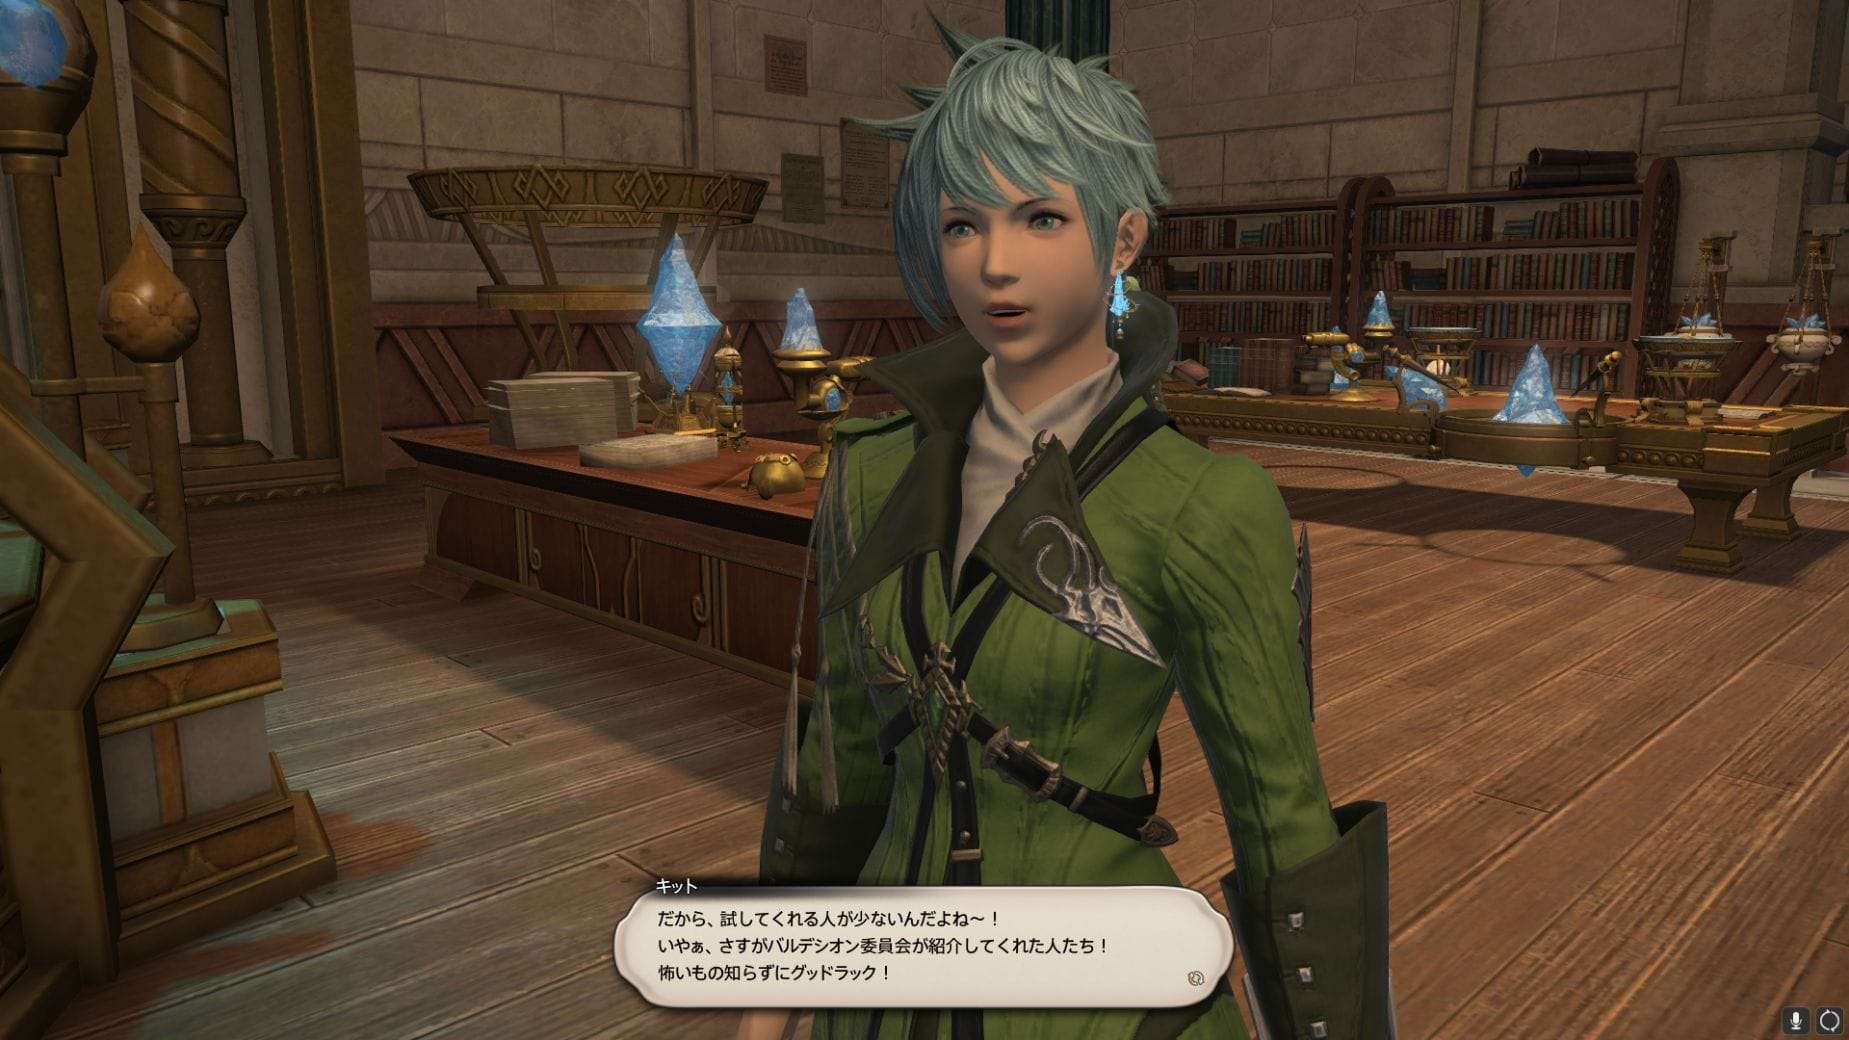 キット
だから、試してくれる人が少ないんだよね～！
いやぁ、さすがバルデシオン委員会が紹介してくれた人たち！
怖いもの知らずにグッドラック！